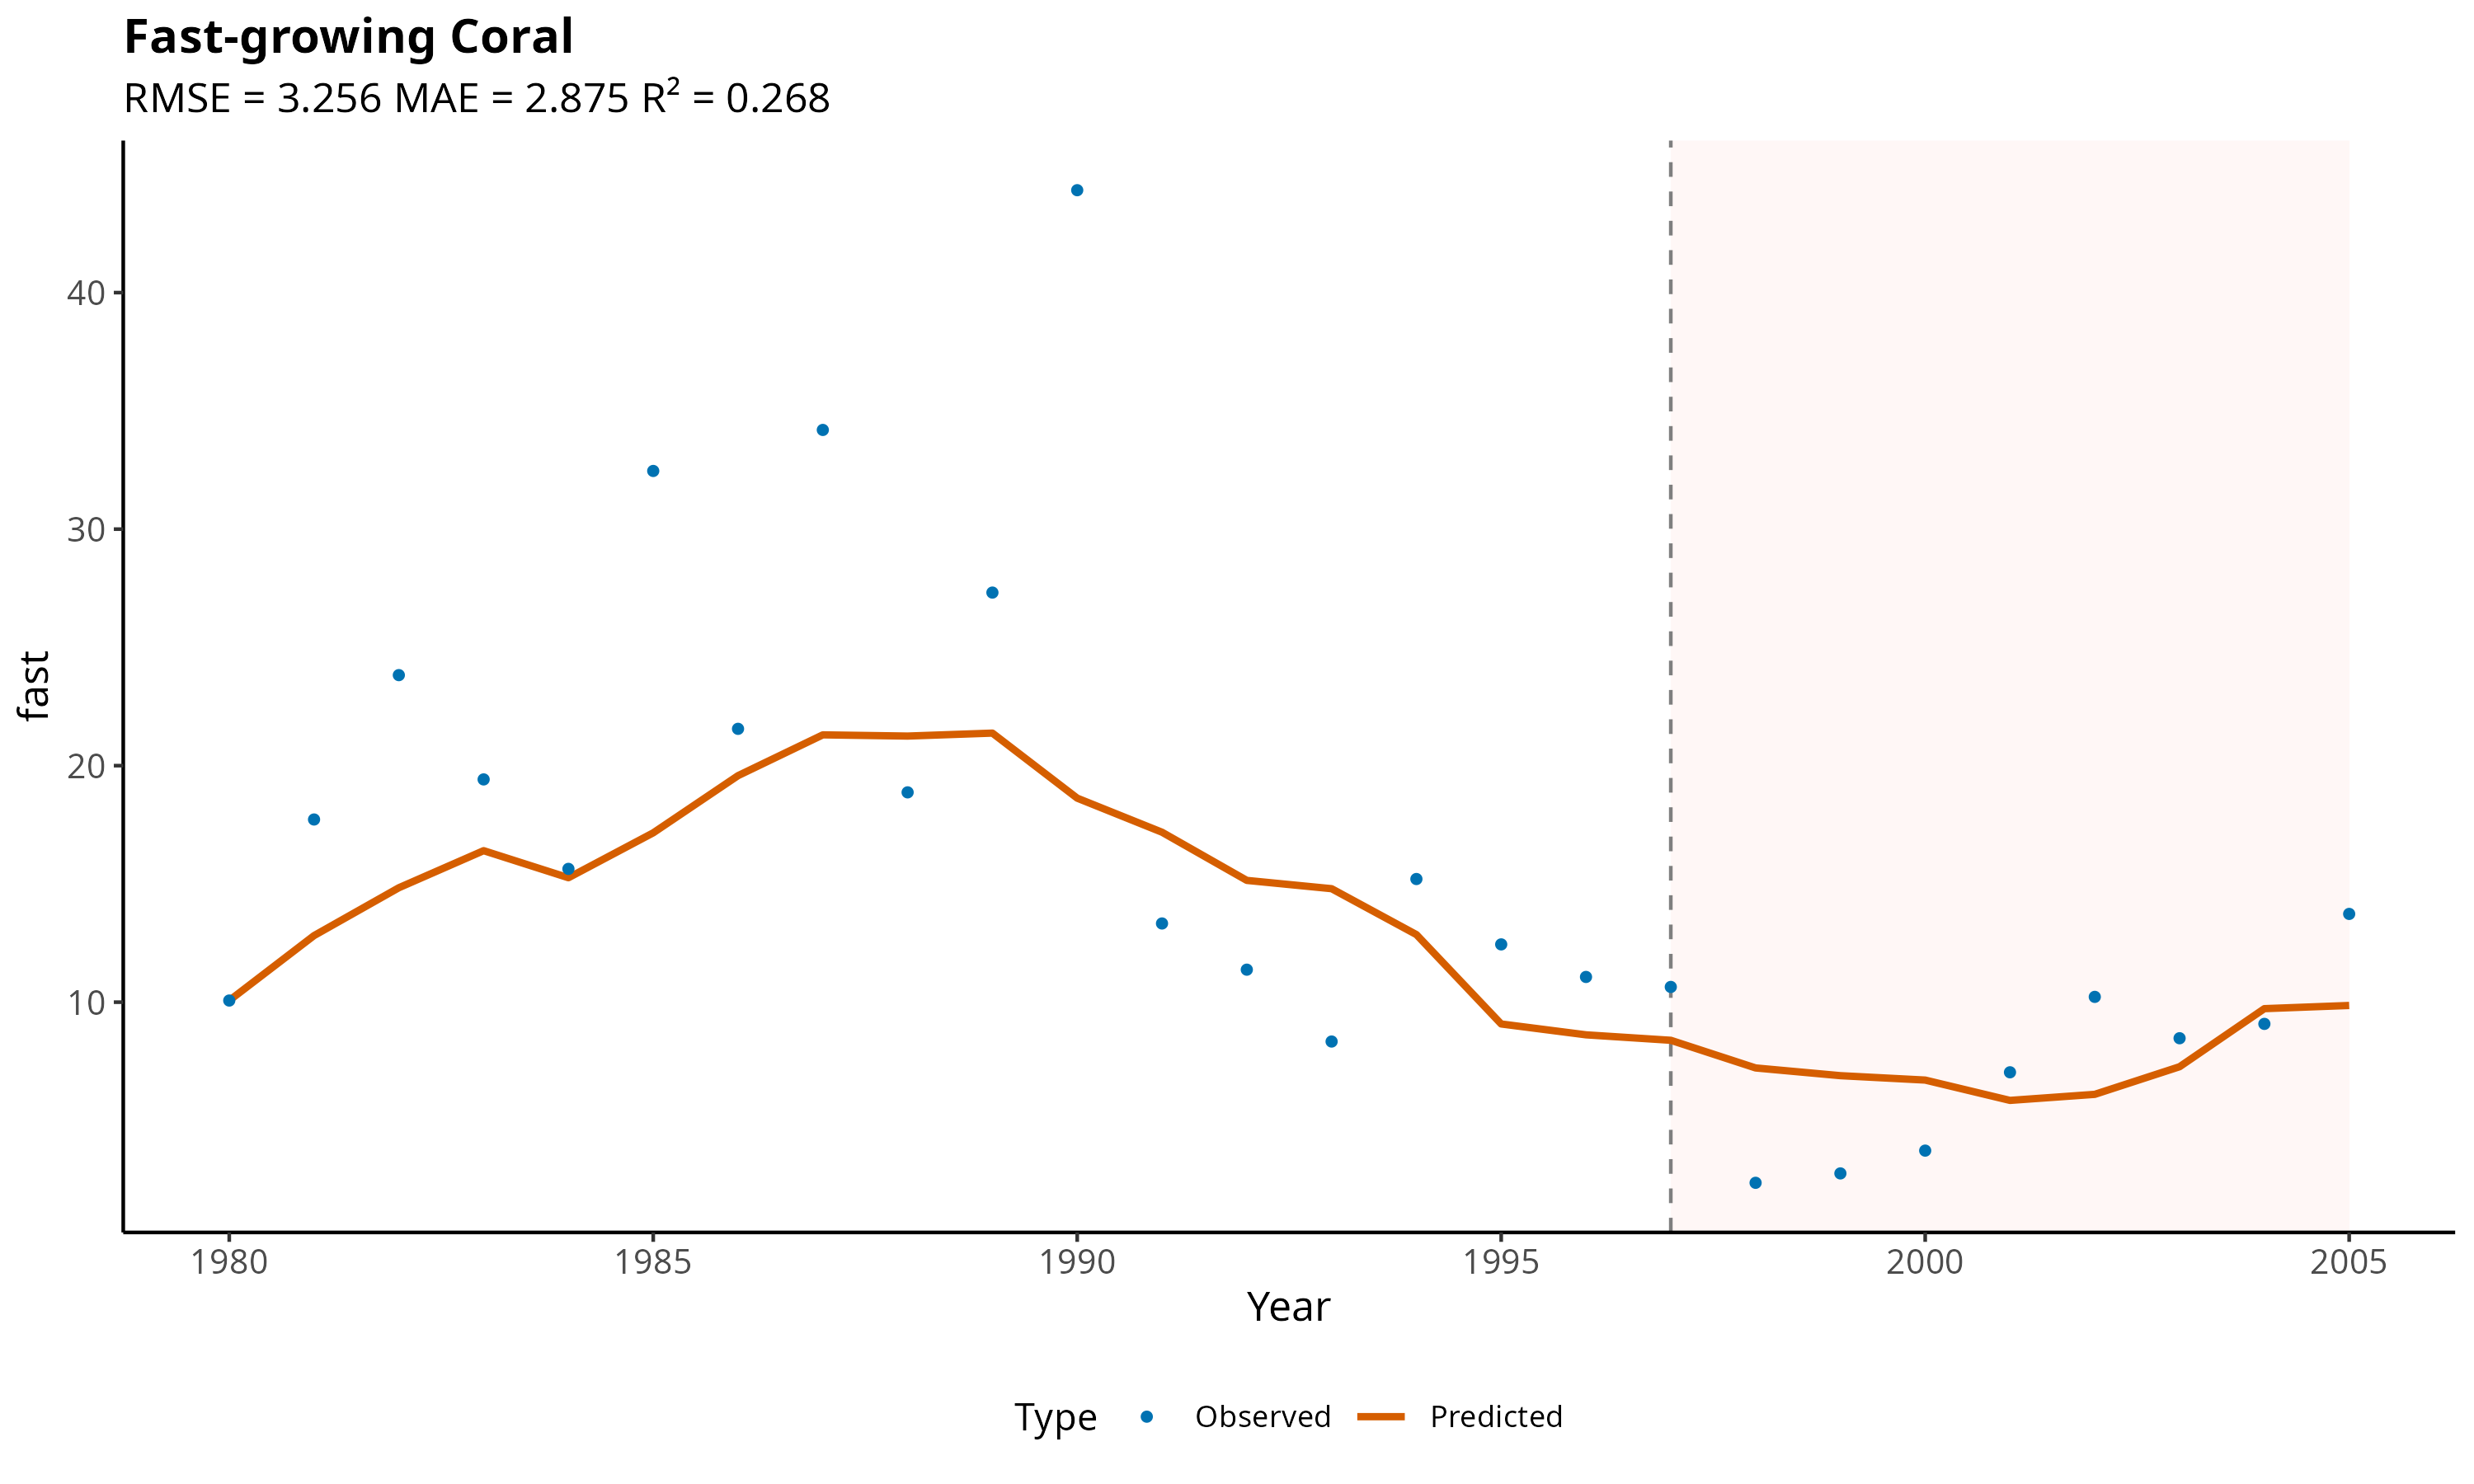 Fast-growing Coral
RMSE = 3.256 MAE = 2.875 R² = 0.268
40
30
20
10
fast
1980 1985 1990 1995 2000 2005
Year
Type Observed Predicted